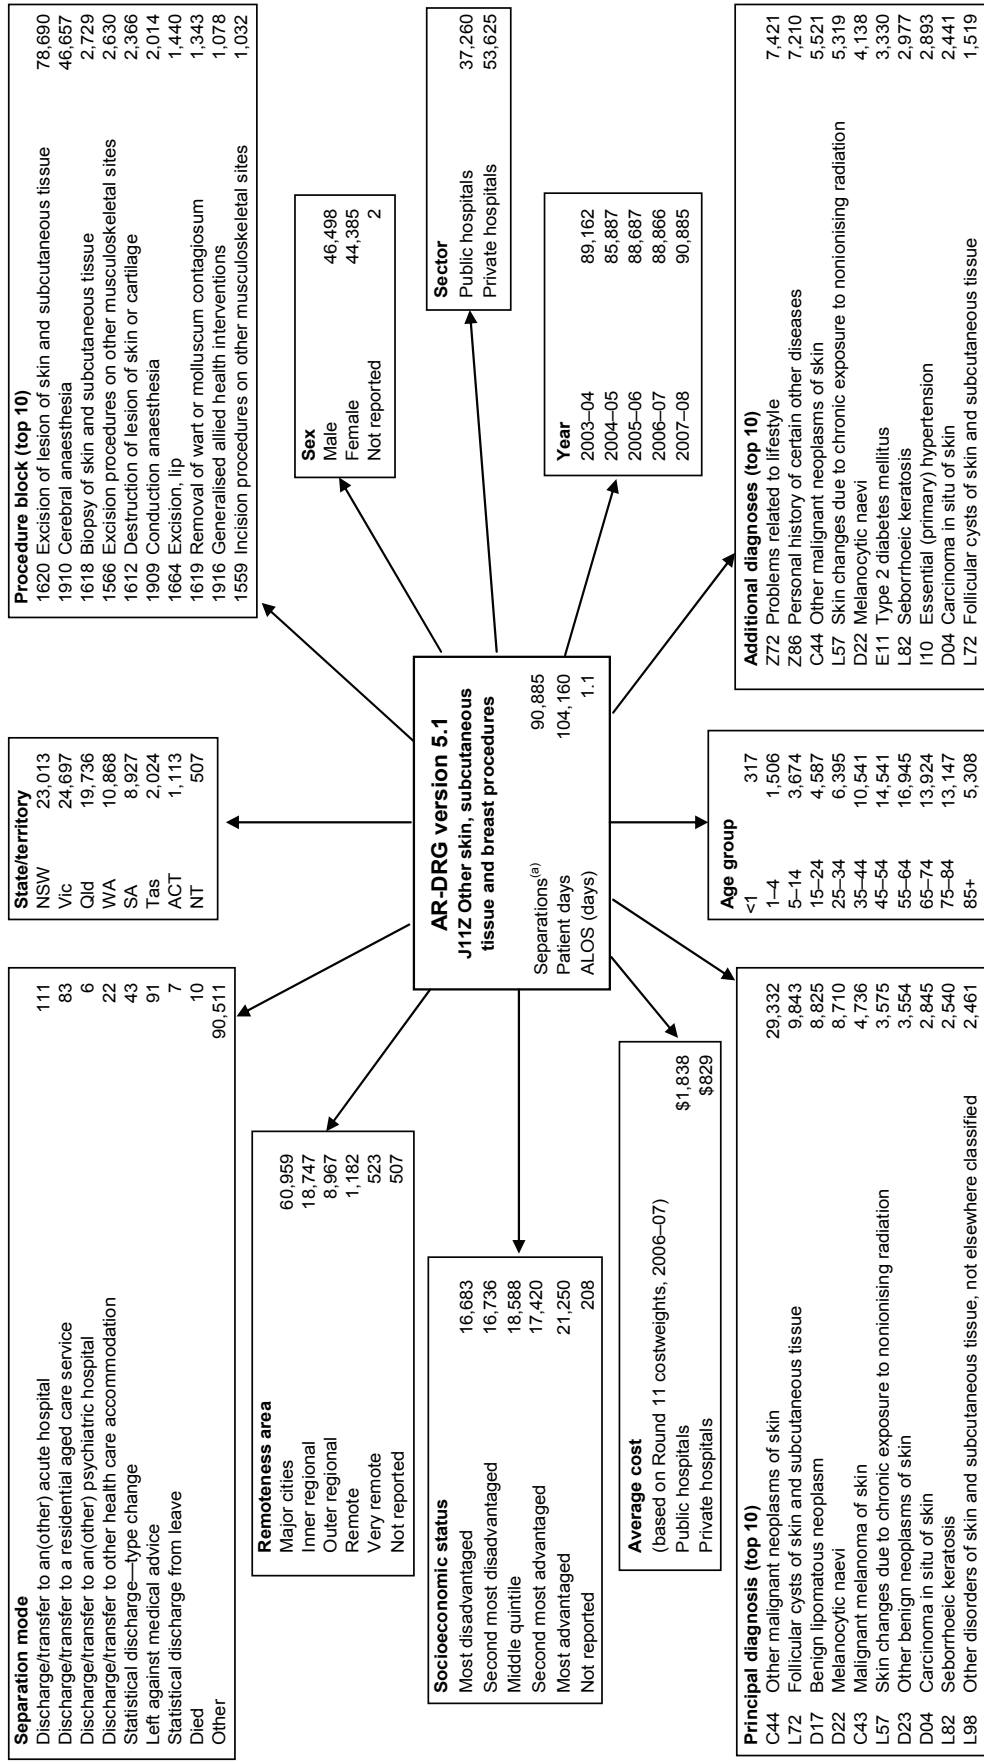 Separation mode
Discharge/transfer to an(other) acute hospital 111
Discharge/transfer to a residential aged care service 83
Discharge/transfer to an(other) psychiatric hospital 6
Discharge/transfer to other health care accommodation 22
Statistical discharge—type change 43
Left against medical advice 91
Statistical discharge from leave 7
Died 10
Other 90,511
State/territory
NSW 23,013
Vic 24,697
Qld 19,736
WA 10,868
SA 8,927
Tas 2,024
ACT 1,113
NT 507
Procedure block (top 10)
1620 Excision of lesion of skin and subcutaneous tissue 78,690
1910 Cerebral anaesthesia 46,657
1618 Biopsy of skin and subcutaneous tissue 2,729
1566 Excision procedures on other musculoskeletal sites 2,630
1612 Destruction of lesion of skin or cartilage 2,366
1909 Conduction anaesthesia 2,014
1664 Excision, lip 1,440
1619 Removal of wart or molluscum contagiosum 1,343
1916 Generalised allied health interventions 1,078
1559 Incision procedures on other musculoskeletal sites 1,032
Remoteness area
Major cities 60,959
Inner regional 18,747
Outer regional 8,967
Remote 1,182
Very remote 523
Not reported 507
Sex
Male 46,498
Female 44,385
Not reported 2
AR-DRG version 5.1
J11Z Other skin, subcutaneous
tissue and breast procedures
Separations(a) 90,885
Patient days 104,160
ALOS (days) 1.1
Socioeconomic status
Most disadvantaged 16,683
Second most disadvantaged 16,736
Middle quintile 18,588
Second most advantaged 17,420
Most advantaged 21,250
Not reported 208
Sector
Public hospitals 37,260
Private hospitals 53,625
Average cost
(based on Round 11 costweights, 2006–07)
Public hospitals $1,838
Private hospitals $829
Year
2003–04 89,162
2004–05 85,887
2005–06 88,687
2006–07 88,866
2007–08 90,885
Principal diagnosis (top 10)
C44 Other malignant neoplasms of skin 29,332
L72 Follicular cysts of skin and subcutaneous tissue 9,843
D17 Benign lipomatous neoplasm 8,825
D22 Melanocytic naevi 8,710
C43 Malignant melanoma of skin 4,736
L57 Skin changes due to chronic exposure to nonionising radiation 3,575
D23 Other benign neoplasms of skin 3,554
D04 Carcinoma in situ of skin 2,845
L82 Seborrhoeic keratosis 2,540
L98 Other disorders of skin and subcutaneous tissue, not elsewhere classified 2,461
Age group
<1 317
1–4 1,506
5–14 3,674
15–24 4,587
25–34 6,395
35–44 10,541
45–54 14,541
55–64 16,945
65–74 13,924
75–84 13,147
85+ 5,308
Additional diagnoses (top 10)
Z72 Problems related to lifestyle 7,421
Z86 Personal history of certain other diseases 7,210
C44 Other malignant neoplasms of skin 5,521
L57 Skin changes due to chronic exposure to nonionising radiation 5,319
D22 Melanocytic naevi 4,138
E11 Type 2 diabetes mellitus 3,330
L82 Seborrhoeic keratosis 2,977
I10 Essential (primary) hypertension 2,893
D04 Carcinoma in situ of skin 2,441
L72 Follicular cysts of skin and subcutaneous tissue 1,519